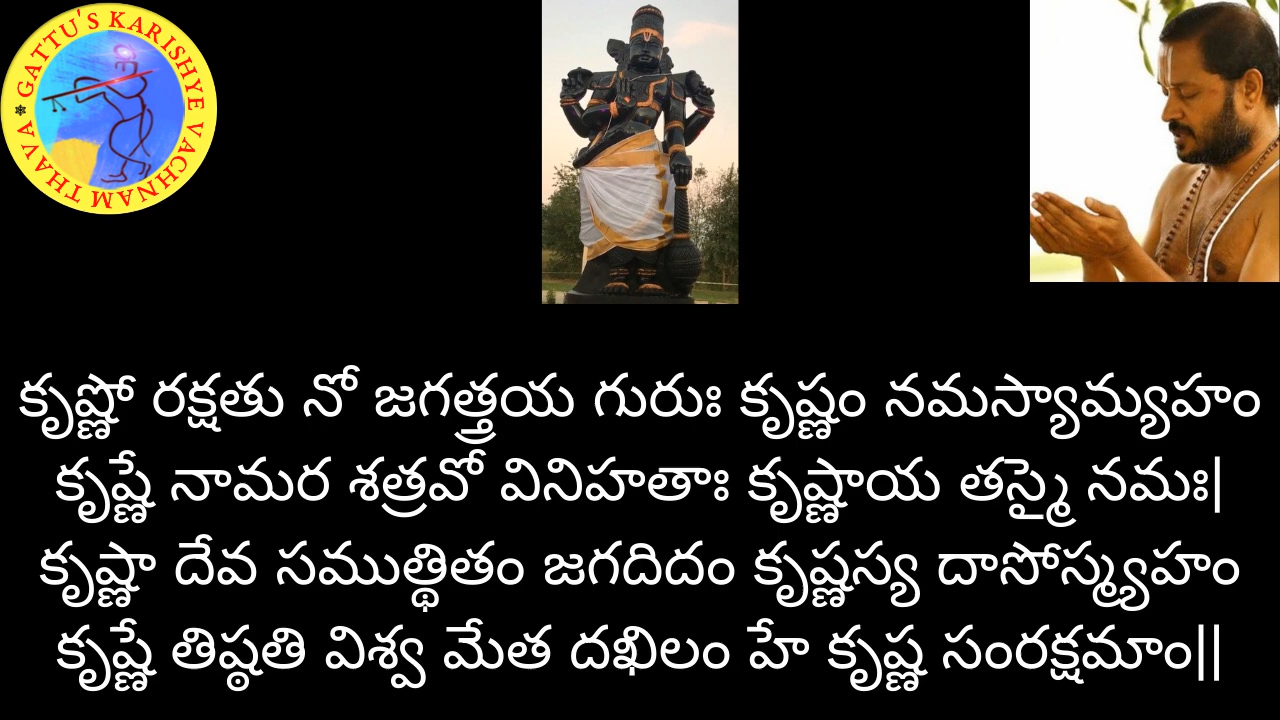 GATTU'S KARISHYE VACHNAM THAVA
కృష్ణో రక్షతు నో జగత్త్రయ గురుః కృష్ణం నమస్యామ్యహం
కృష్ణే నామర శత్రవో వినిహతాః కృష్ణాయ తస్మై నమః|
కృష్ణా దేవ సముత్థితం జగదిదం కృష్ణస్య దాసోస్మ్యహం
కృష్ణే తిష్ఠతి విశ్వ మేత దఖిలం హే కృష్ణ సంరక్షమాం||